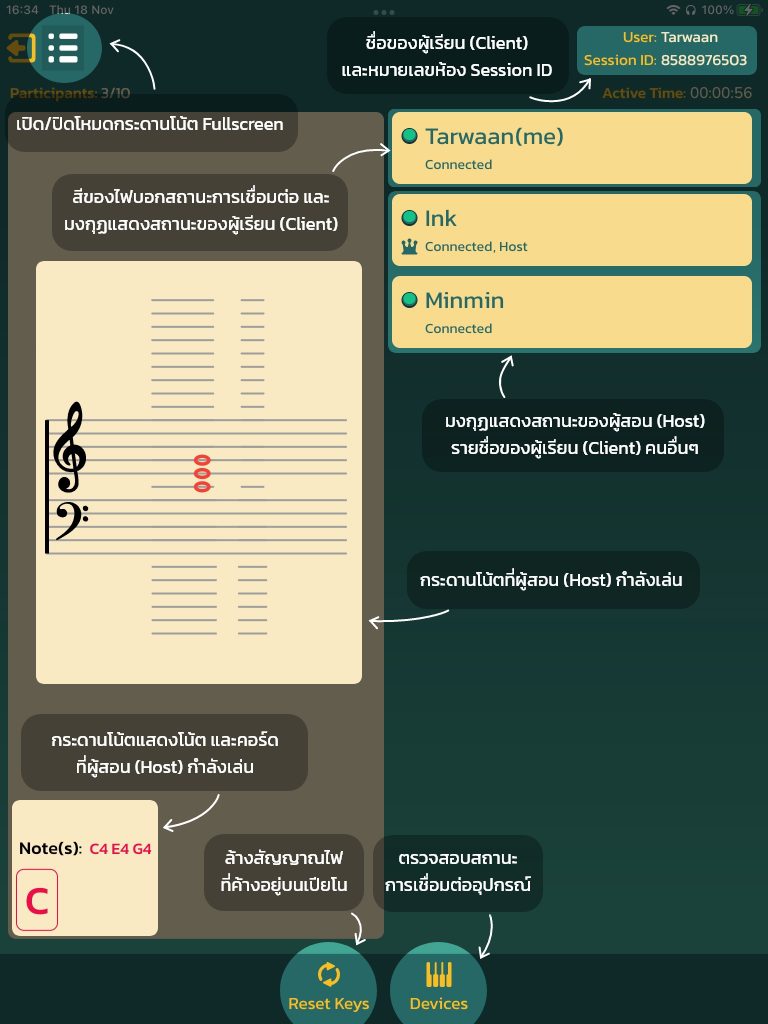 16:34 Thu 18 Nov
100%
ชื่อของผู้เรียน (Client)
และหมายเลขห้อง Session ID
User: Tarwaan
Session ID: 8588976503
Participants: 3/10
Active Time: 00:00:56
เปิด/ปิดโหมดกระดานโน้ต Fullscreen
Tarwaan(me)
Connected
สีของไฟบอกสถานะการเชื่อมต่อ และ
มงกุฎแสดงสถานะของผู้เรียน (Client)
Ink
Connected, Host
Minmin
Connected
มงกุฎแสดงสถานะของผู้สอน (Host)
รายชื่อของผู้เรียน (Client) คนอื่นๆ
กระดานโน้ตที่ผู้สอน (Host) กำลังเล่น
กระดานโน้ตแสดงโน้ต และคอร์ด
ที่ผู้สอน (Host) กำลังเล่น
Note(s): C4 E4 G4
C
ล้างสัญญาณไฟ
ที่ค้างอยู่บนเปียโน
ตรวจสอบสถานะ
การเชื่อมต่ออุปกรณ์
Reset Keys
Devices